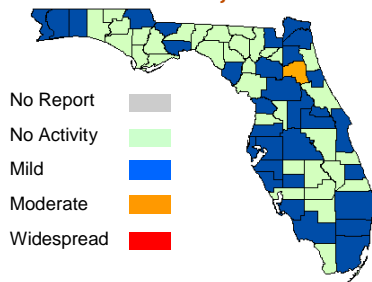 No Report
No Activity
Mild
Moderate
Widespread